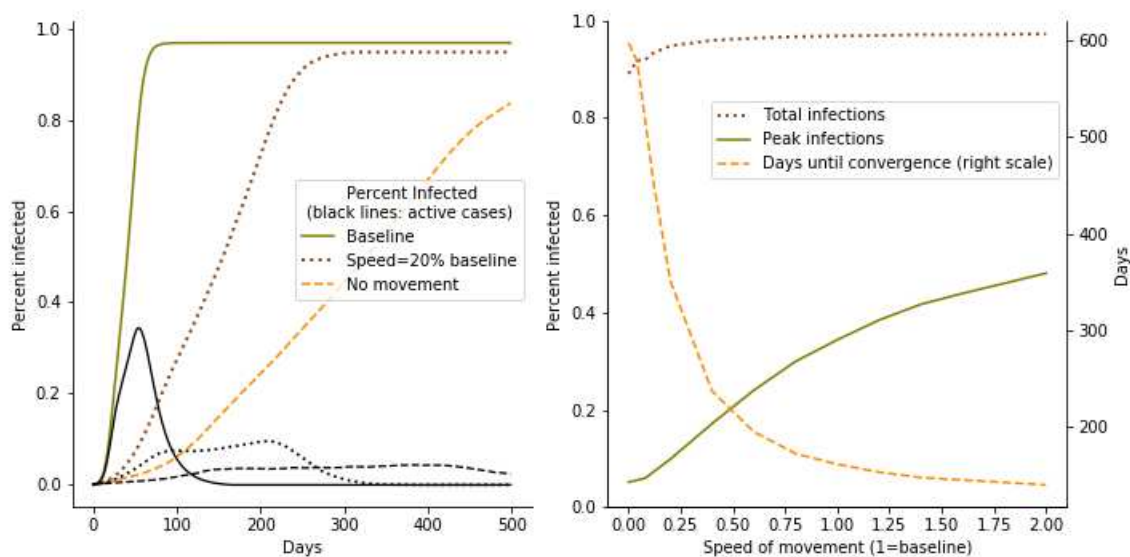 1.0
0.8
0.6
0.4
0.2
0.0
Percent infected
0
100
200
300
400
500
Days
Percent Infected
(black lines: active cases)
Baseline
Speed=20% baseline
No movement
1.0
0.8
0.6
0.4
0.2
0.0
Percent infected
0.00
0.25
0.50
0.75
1.00
1.25
1.50
1.75
2.00
Speed of movement (1=baseline)
Total infections
Peak infections
Days until convergence (right scale)
600
500
400
300
200
Days